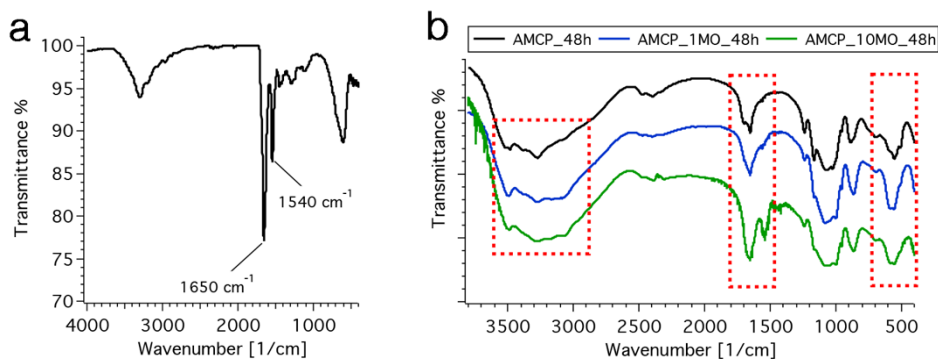 a
Transmittance %
100
95
90
85
80
75
70
1540 cm⁻¹
1650 cm⁻¹
4000
3000
2000
1000
Wavenumber [1/cm]
b
AMCP_48h
AMCP_1MO_48h
AMCP_10MO_48h
Transmittance %
3500
3000
2500
2000
1500
1000
500
Wavenumber [1/cm]